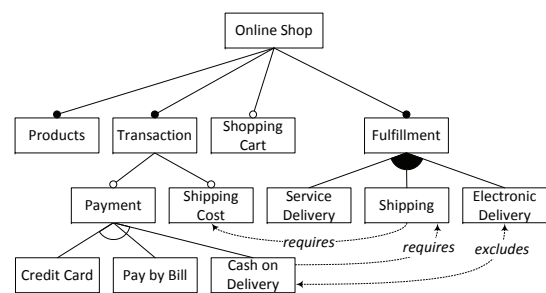 Online Shop
Products
Transaction
Shopping
Cart
Fulfillment
Payment
Shipping
Cost
Service
Delivery
Shipping
Electronic
Delivery
requires
requires
excludes
Credit Card
Pay by Bill
Cash on
Delivery